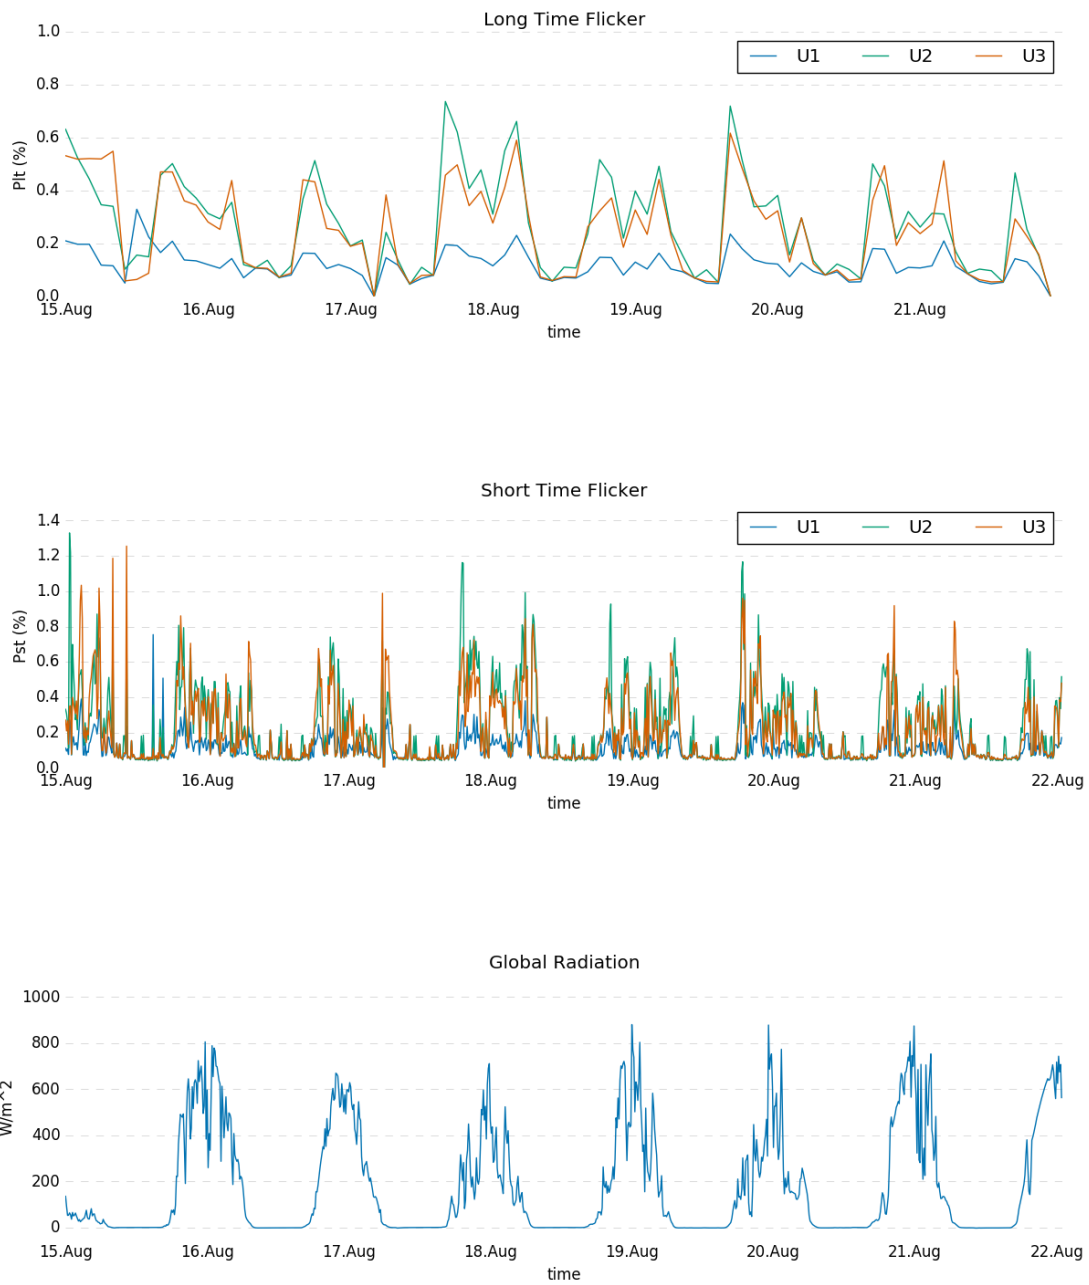 Long Time Flicker
1.0
U1 U2 U3
0.8
0.6
Plt (%)
0.4
0.2
0.0
15.Aug 16.Aug 17.Aug 18.Aug 19.Aug 20.Aug 21.Aug
time
Short Time Flicker
1.4
U1 U2 U3
1.2
1.0
0.8
Pst (%)
0.6
0.4
0.2
0.0
15.Aug 16.Aug 17.Aug 18.Aug 19.Aug 20.Aug 21.Aug 22.Aug
time
Global Radiation
1000
800
600
W/m^2
400
200
0
15.Aug 16.Aug 17.Aug 18.Aug 19.Aug 20.Aug 21.Aug 22.Aug
time